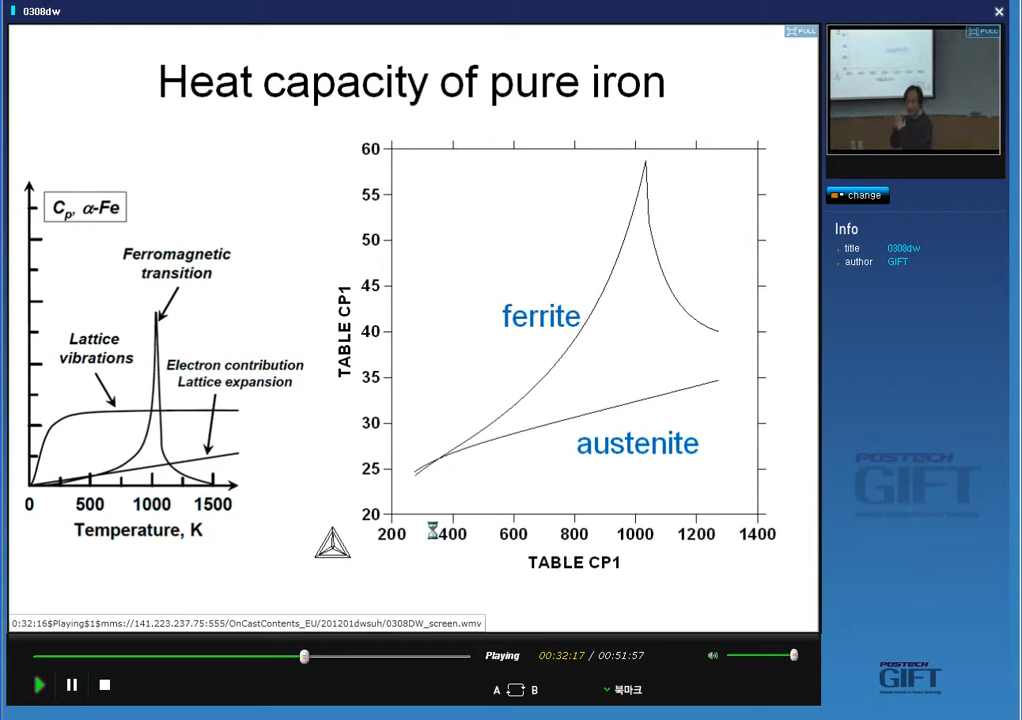 0308dw
FULL
Heat capacity of pure iron
Cp, α-Fe
Ferromagnetic
transition
Lattice
vibrations
Electron contribution
Lattice expansion
0
500
1000
1500
Temperature, K
60
55
50
45
40
35
30
25
20
TABLE CP1
ferrite
austenite
200
400
600
800
1000
1200
1400
TABLE CP1
0:32:16$Playing$1$mms://141.223.237.75:555/OnCastContents_EU/201201dwsuh/0308DW_screen.wmv
Playing
00:32:17 / 00:51:57
A
B
북마크
FULL
change
Info
title
0308dw
author
GIFT
POSTECH
GIFT
POSTECH
GIFT